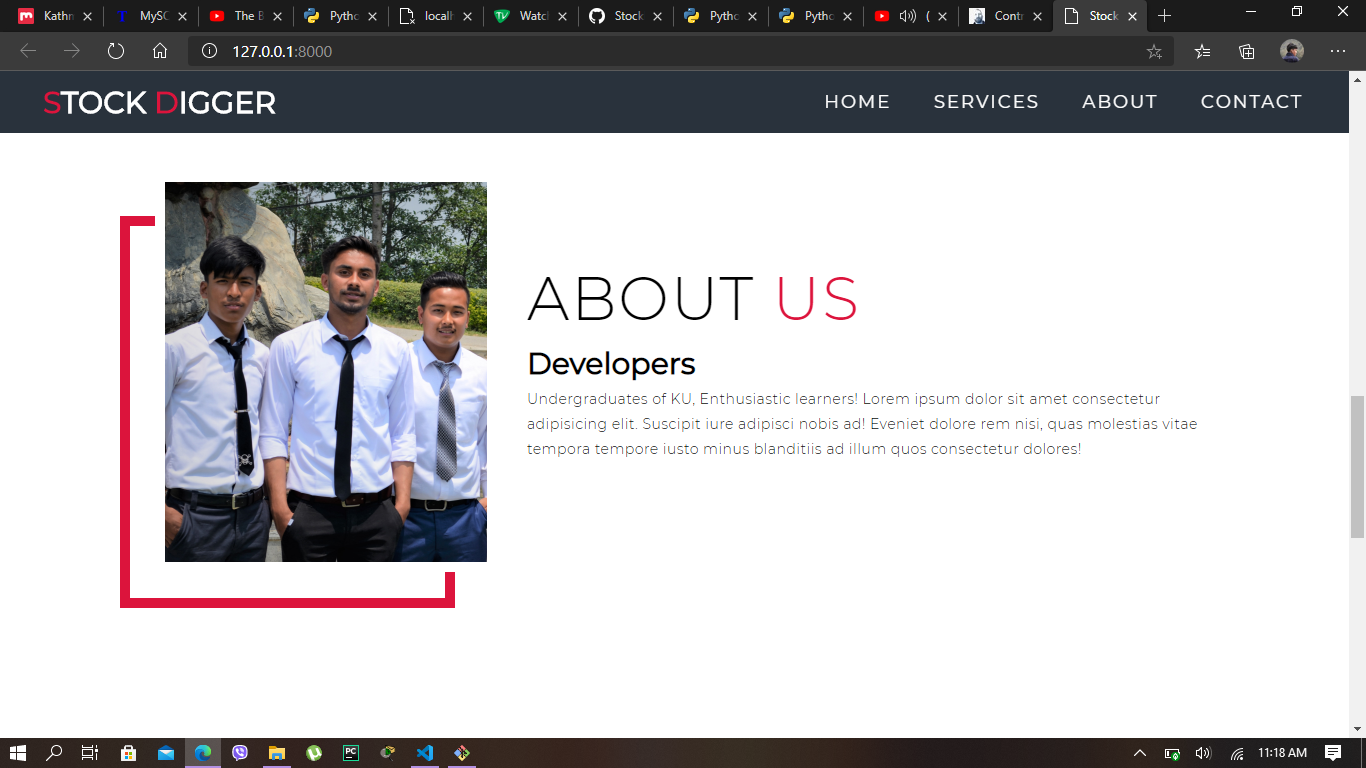 Kathm
MySC
The B
Pytho
localh
Watch
Stock
Pytho
Pytho
(
Contr
Stock
127.0.0.1:8000
STOCK DIGGER
HOME SERVICES ABOUT CONTACT
ABOUT US
Developers
Undergraduates of KU, Enthusiastic learners! Lorem ipsum dolor sit amet consectetur
adipisicing elit. Suscipit iure adipisci nobis ad! Eveniet dolore rem nisi, quas molestias vitae
tempora tempore iusto minus blanditiis ad illum quos consectetur dolores!
11:18 AM